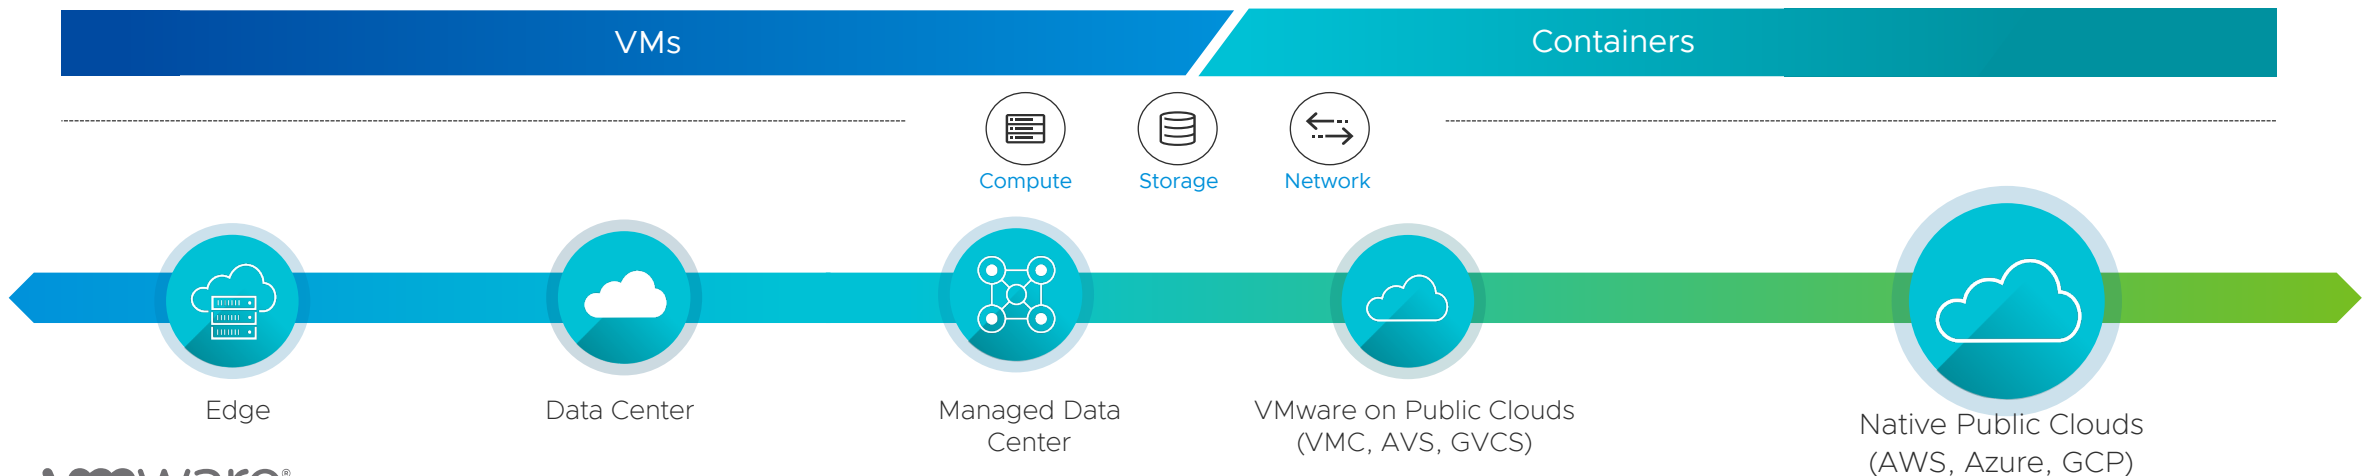 VMs
Containers
Compute
Storage
Network
Edge
Data Center
Managed Data
Center
VMware on Public Clouds
(VMC, AVS, GVCS)
Native Public Clouds
(AWS, Azure, GCP)
vmware®